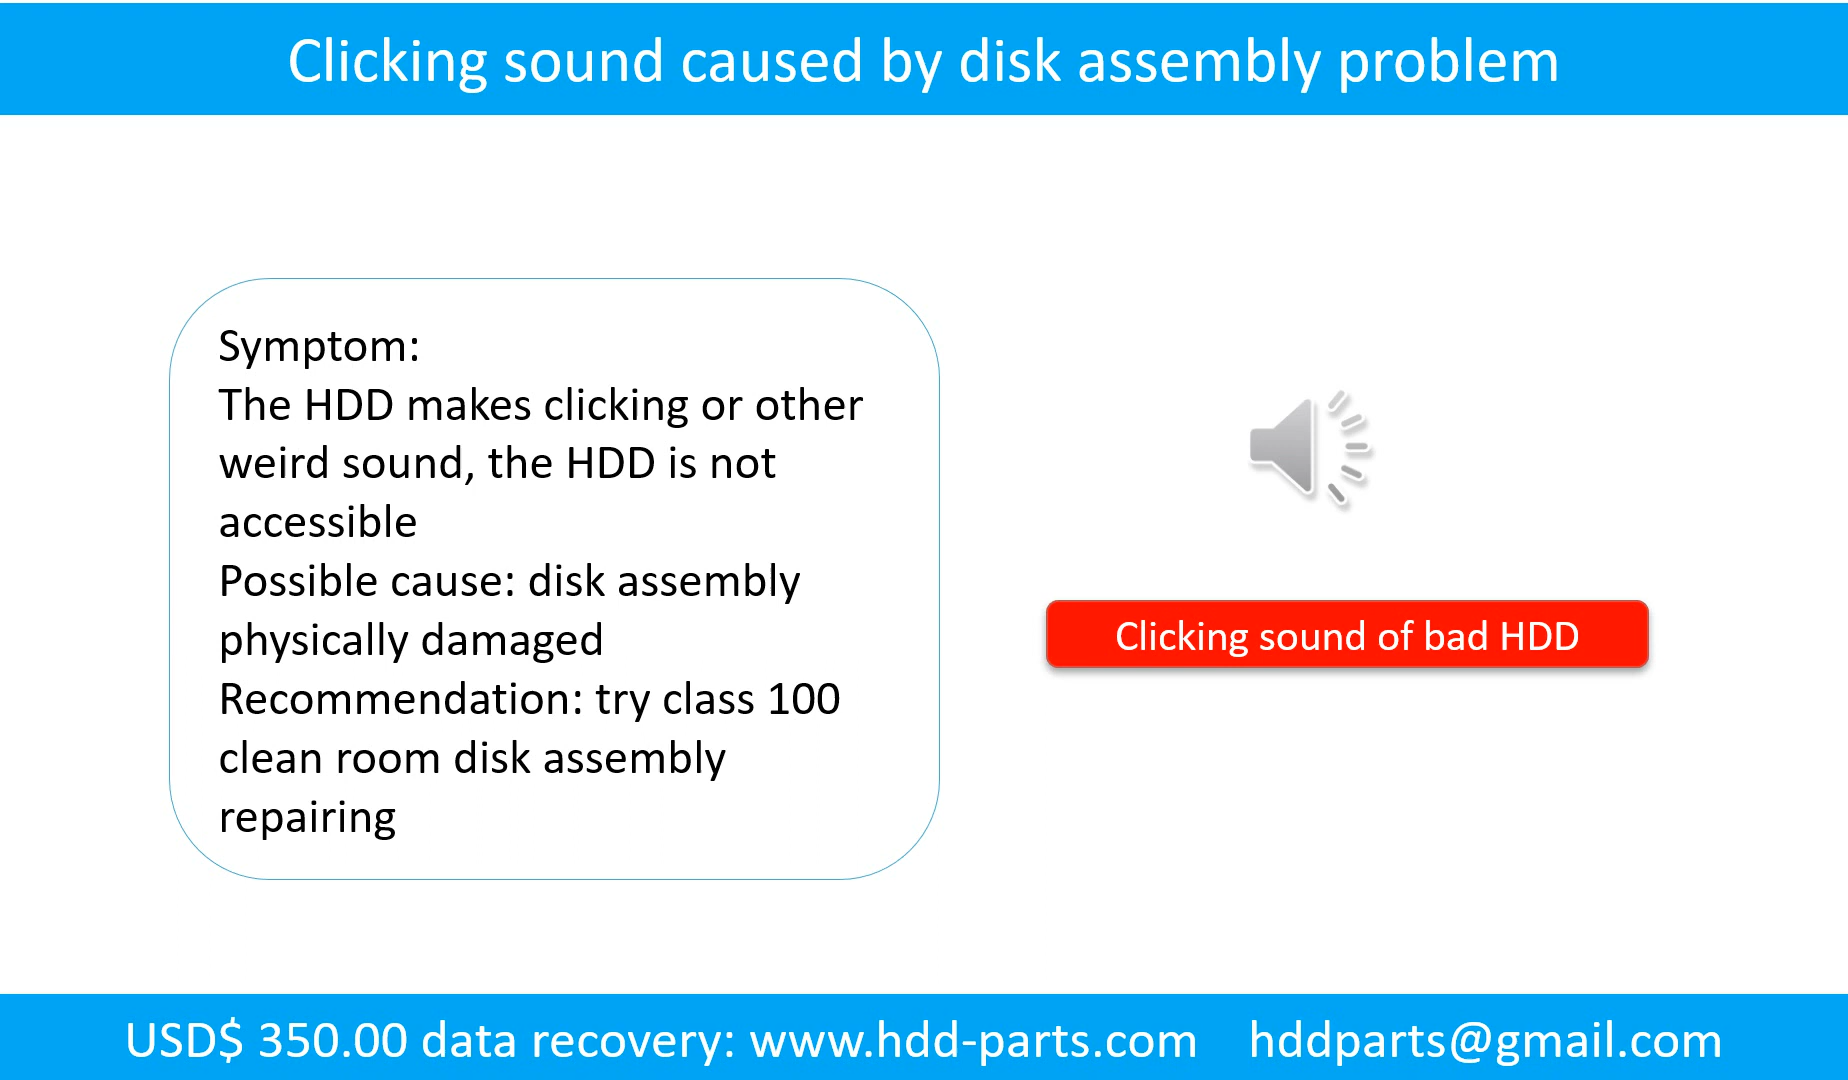 Clicking sound caused by disk assembly problem
Symptom:
The HDD makes clicking or other
weird sound, the HDD is not
accessible
Possible cause: disk assembly
physically damaged
Recommendation: try class 100
clean room disk assembly
repairing
Clicking sound of bad HDD
USD$ 350.00 data recovery: www.hdd-parts.com hddparts@gmail.com